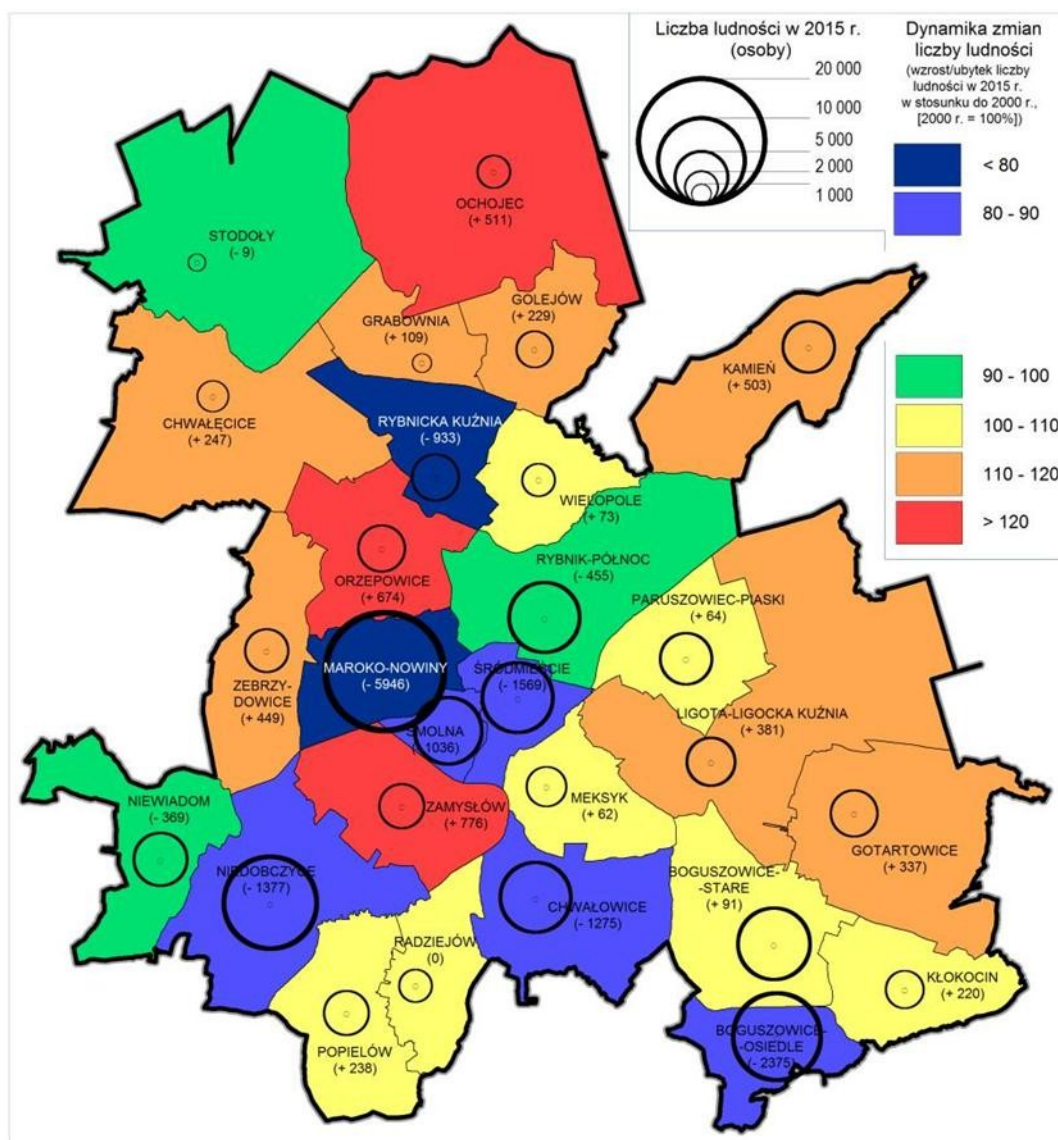 Liczba ludności w 2015 r.
(osoby)
20 000
10 000
5 000
2 000
1 000
Dynamika zmian
liczby ludności
(wzrost/ubytek liczby
ludności w 2015 r.
w stosunku do 2000 r.,
[2000 r. = 100%])
< 80
80 - 90
90 - 100
100 - 110
110 - 120
> 120
OCHOJEC
(+ 511)
STODOŁY
(- 9)
GOLEJÓW
(+ 229)
GRABOWNIA
(+ 109)
KAMIEŃ
(+ 503)
CHWAŁĘCICE
(+ 247)
RYBNICKA KUŹNIA
(- 933)
WIELOPOLE
(+ 73)
RYBNIK-PÓŁNOC
(- 455)
ORZEPOWICE
(+ 674)
PARUSZOWIEC-PIASKI
(+ 64)
MAROKO-NOWINY
(- 5946)
ŚRÓDMIEŚCIE
(- 1569)
ZEBRZY-
DOWICE
(+ 449)
SMOLNA
(- 1036)
LIGOTA-LIGOCKA KUŹNIA
(+ 381)
NIEWIADOM
(- 369)
ZAMYSŁÓW
(+ 776)
MEKSYK
(+ 62)
GOTARTOWICE
(+ 337)
NIEDOBCZYCE
(- 1377)
BOGUSZOWICE-
-STARE
(+ 91)
CHWAŁOWICE
(- 1275)
RADZIEJÓW
(0)
KŁOKOCIN
(+ 220)
POPIELÓW
(+ 238)
BOGUSZOWICE-
-OSIEDLE
(- 2375)